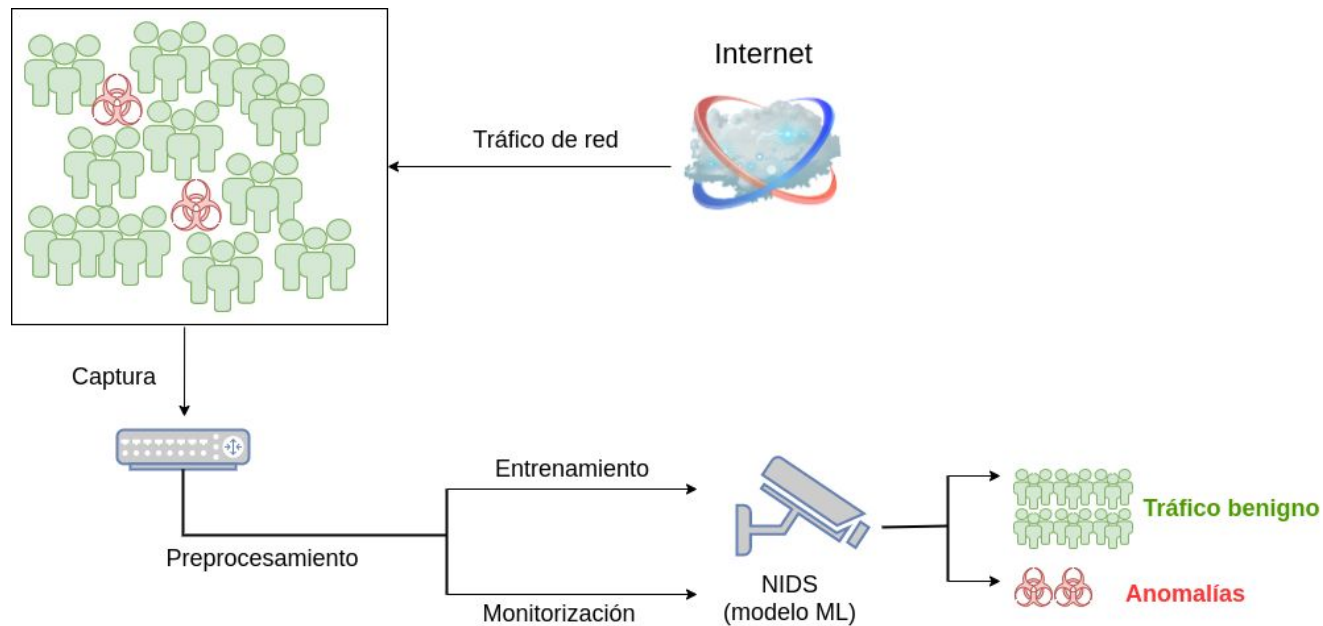 Internet
Tráfico de red
Captura
Entrenamiento
Preprocesamiento
Monitorización
NIDS
(modelo ML)
Tráfico benigno
Anomalías